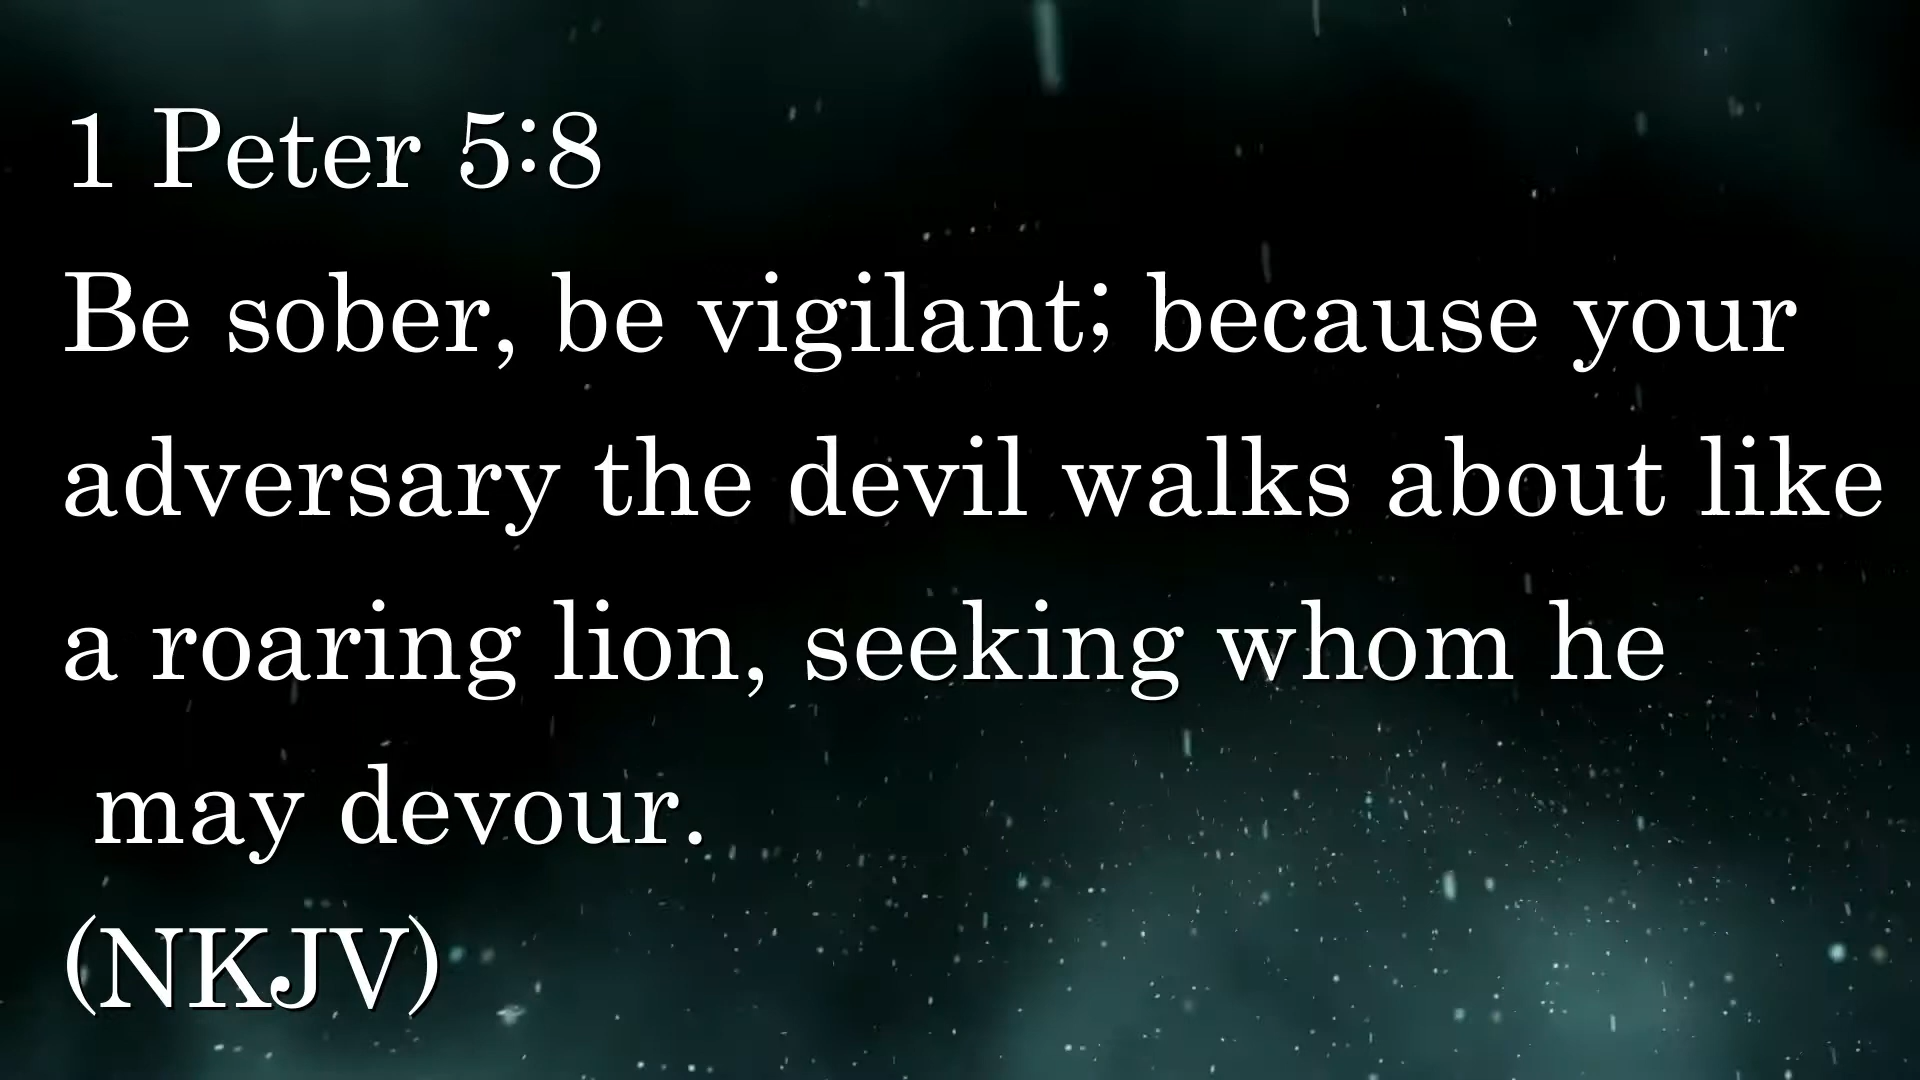 1 Peter 5:8
Be sober, be vigilant; because your
adversary the devil walks about like
a roaring lion, seeking whom he
may devour.
(NKJV)